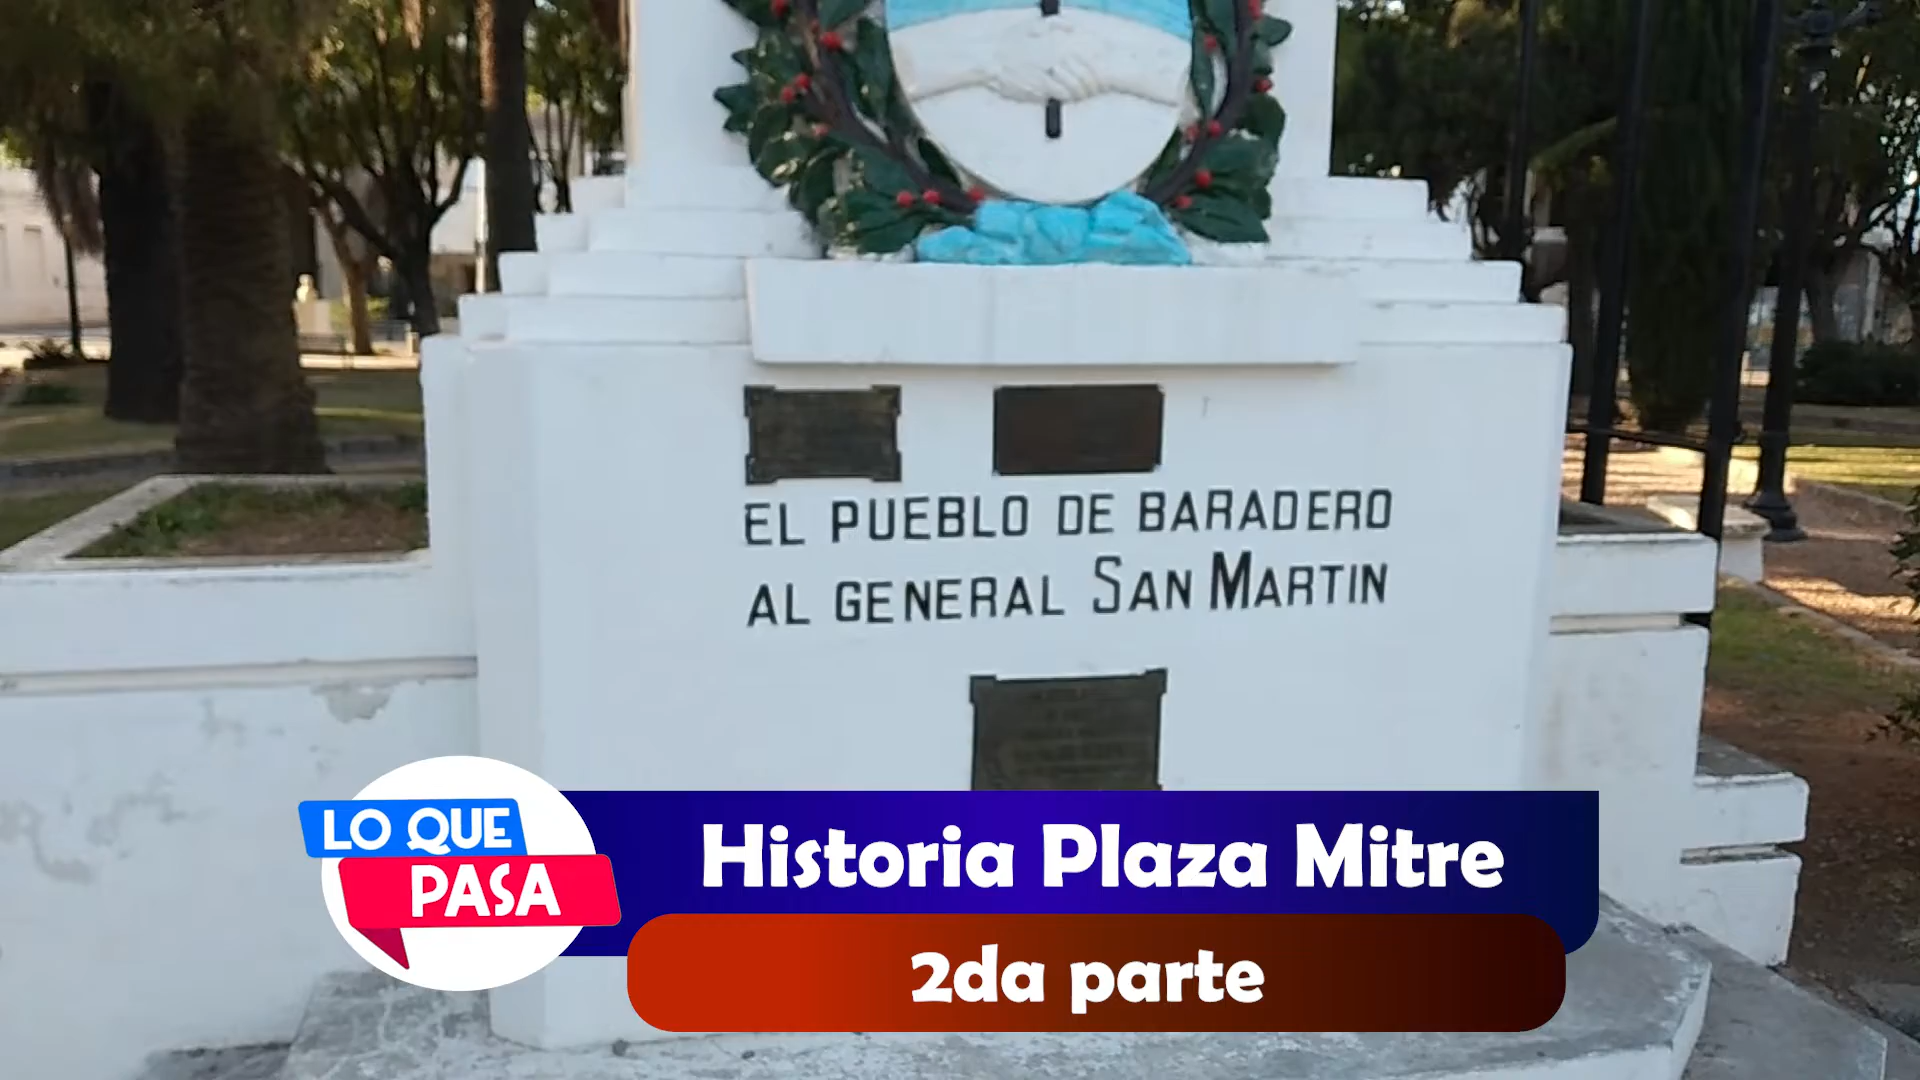 EL PUEBLO DE BARADERO
AL GENERAL SAN MARTIN
LO QUE
PASA
Historia Plaza Mitre
2da parte